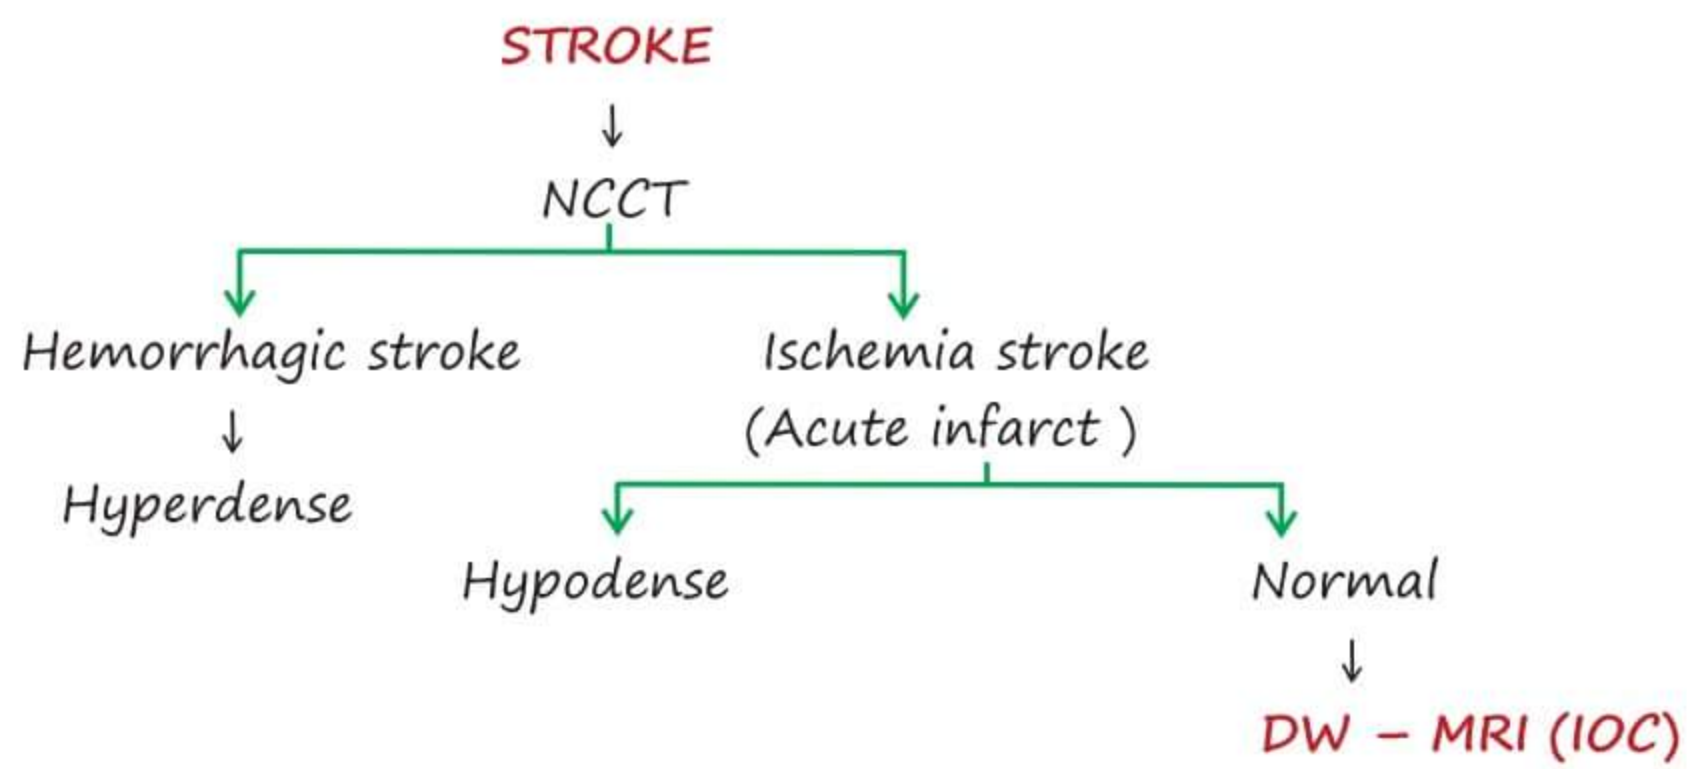 STROKE
↓
NCCT
Hemorrhagic stroke
Ischemia stroke
(Acute infarct )
↓
Hyperdense
Hypodense
Normal
↓
DW – MRI (IOC)